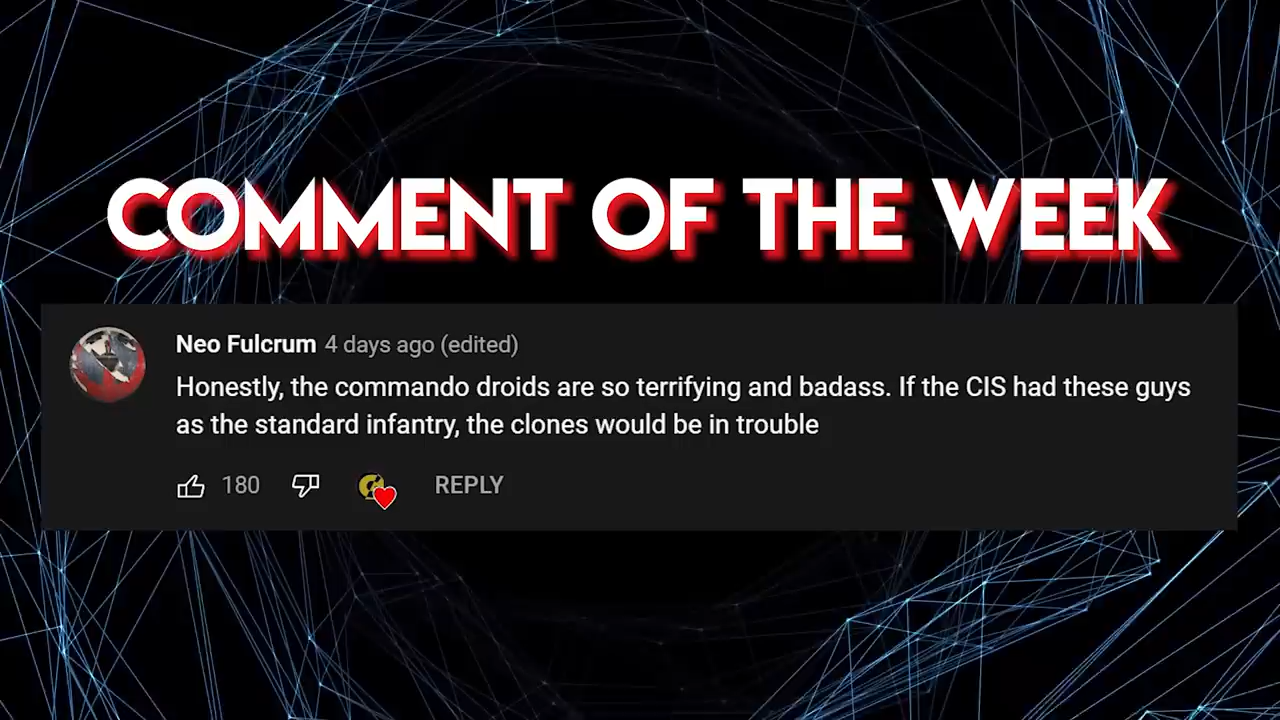 COMMENT OF THE WEEK
Neo Fulcrum 4 days ago (edited)
Honestly, the commando droids are so terrifying and badass. If the CIS had these guys
as the standard infantry, the clones would be in trouble
180 REPLY